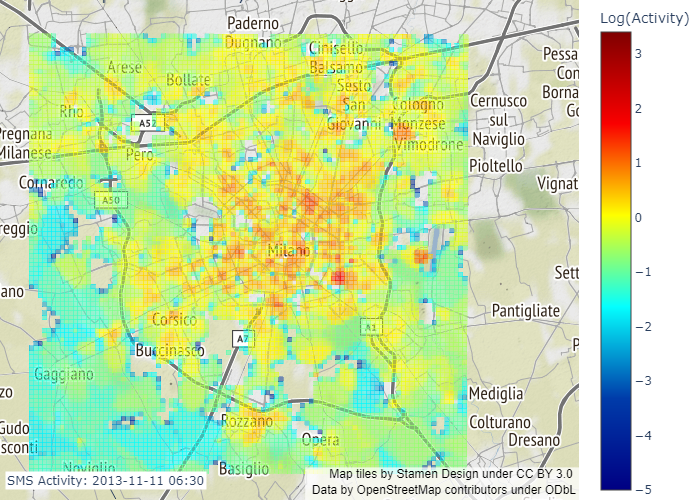 Log(Activity)
Paderno
Dugnano
Cinisello
Balsamo
Arese
Bollate
Sesto
San
Giovanni
Rho
Cologno
Monzese
Vimodrone
Cernusco
sul
Naviglio
Pessa
Con
Borna
Go
A52
Pregnana
Milanese
Pero
Pioltello
Cornaredo
Vignat
A50
reggio
Milano
Sett
ano
Pantigliate
Corsico
A1
A7
Buccinasco
P
Gaggiano
zo
Mediglia
Rozzano
Colturano
Gudo
sconti
Opera
Dresano
Noviglio
Basiglio
SMS Activity: 2013-11-11 06:30
Map tiles by Stamen Design under CC BY 3.0
Data by OpenStreetMap contributors under ODbL
3
2
1
0
−1
−2
−3
−4
−5